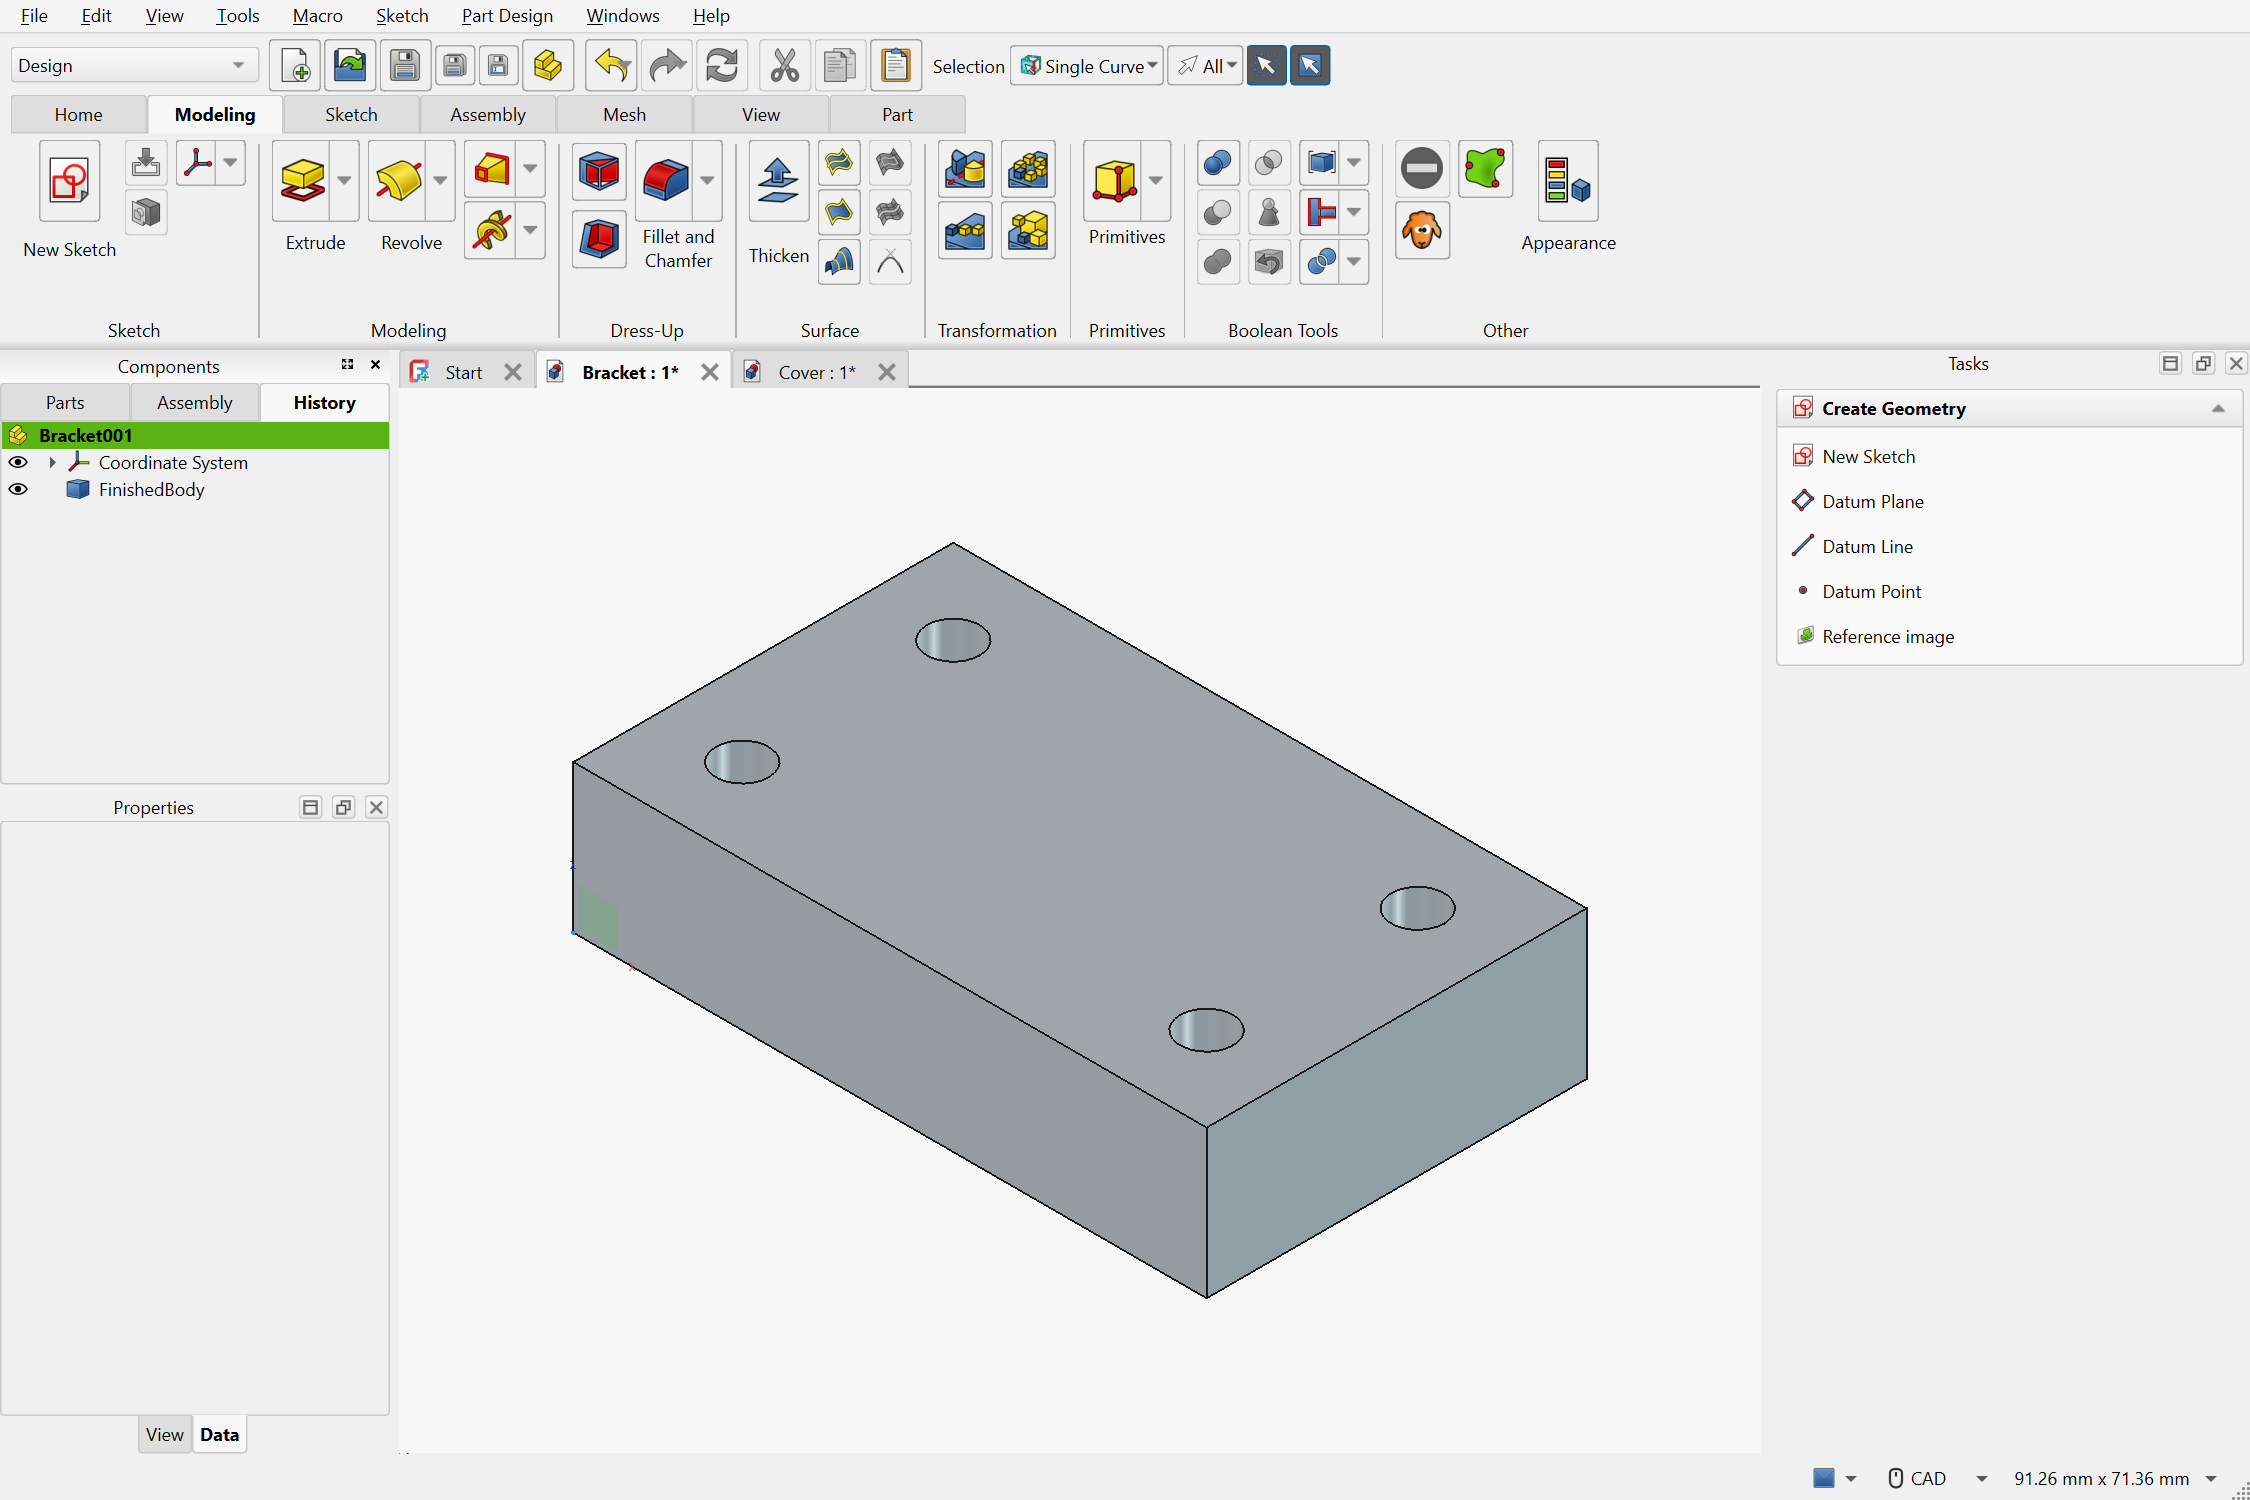 File Edit View Tools Macro Sketch Part Design Windows Help
Design Selection Single Curve All
Home Modeling Sketch Assembly Mesh View Part
New Sketch Extrude Revolve Fillet and Chamfer Thicken Primitives Appearance
Sketch Modeling Dress-Up Surface Transformation Primitives Boolean Tools Other
Components
Parts Assembly History
Bracket001
Coordinate System
FinishedBody
Properties
View Data
Start Bracket : 1* Cover : 1*
z
x
Tasks
Create Geometry
New Sketch
Datum Plane
Datum Line
Datum Point
Reference image
CAD 91.26 mm x 71.36 mm